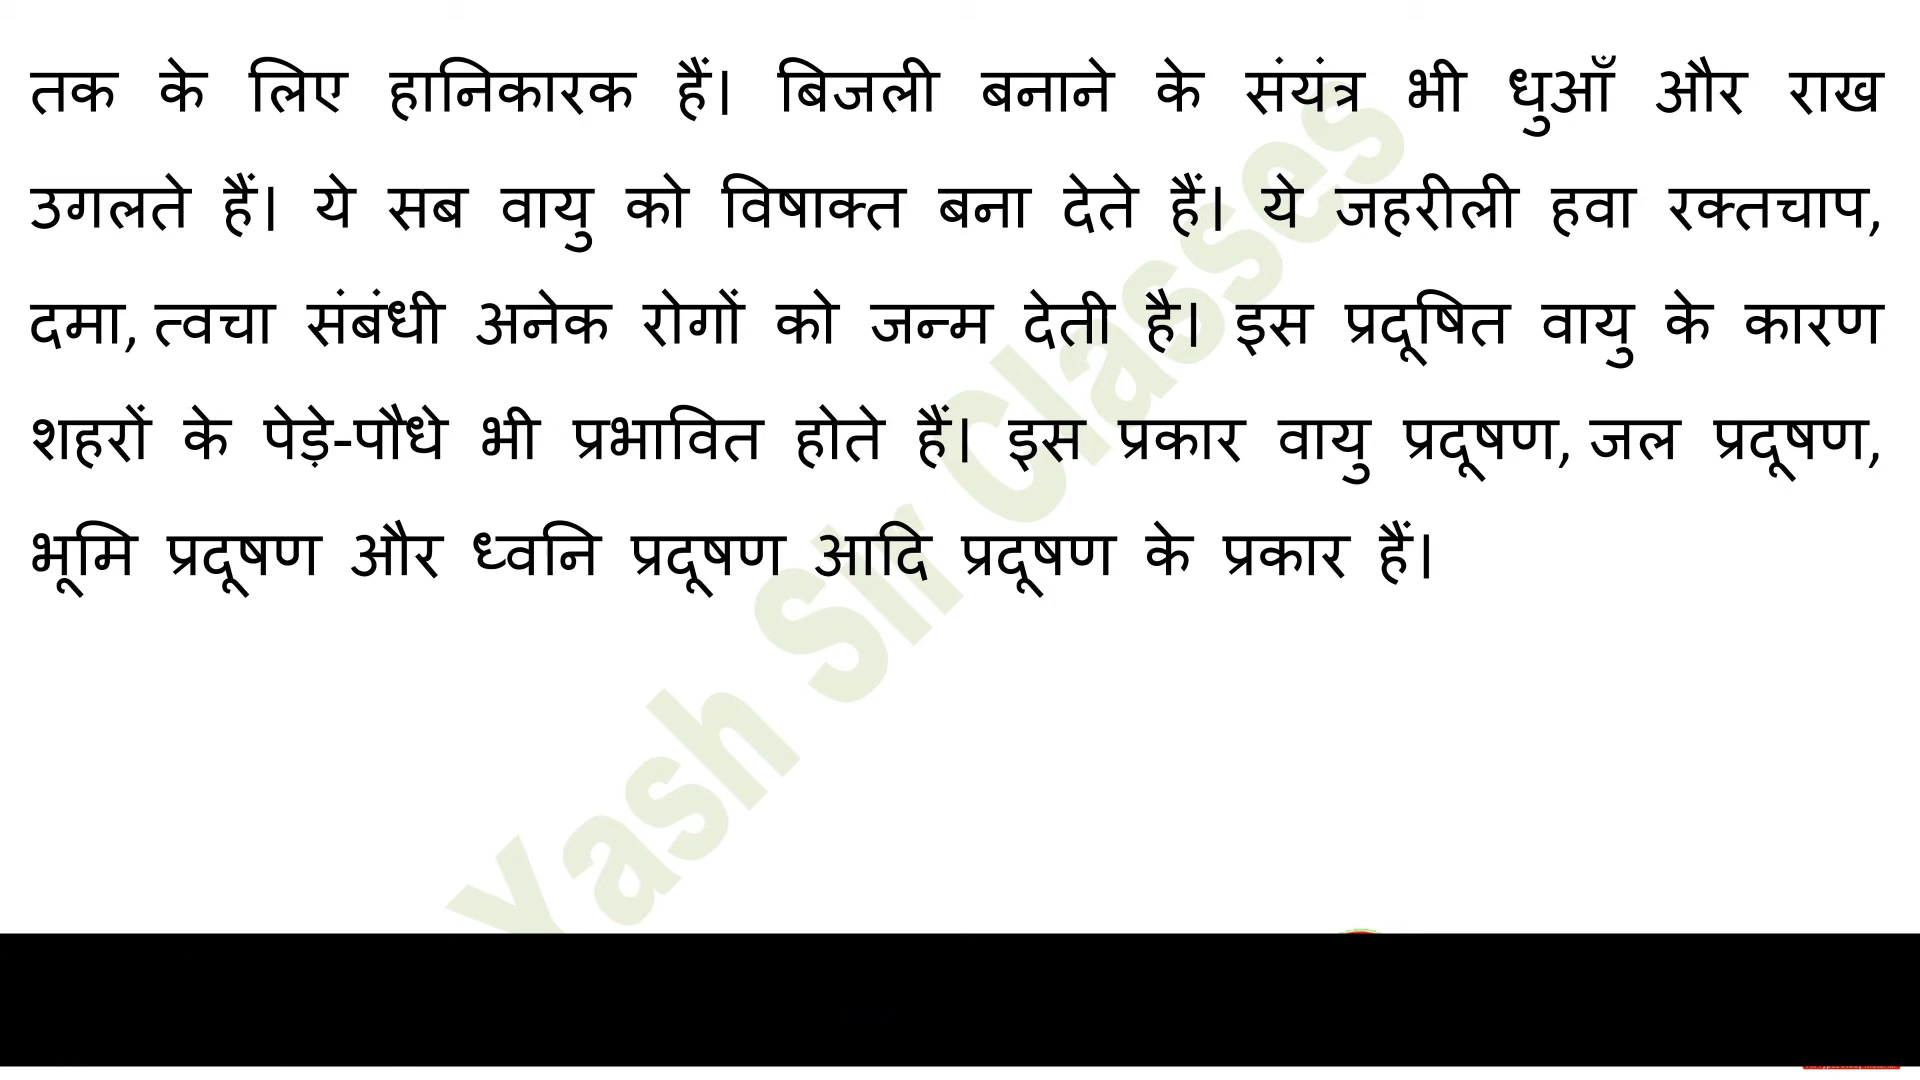 तक के लिए हानिकारक हैं। बिजली बनाने के संयंत्र भी धुआँ और राख
उगलते हैं। ये सब वायु को विषाक्त बना देते हैं। ये जहरीली हवा रक्तचाप,
दमा, त्वचा संबंधी अनेक रोगों को जन्म देती है। इस प्रदूषित वायु के कारण
शहरों के पेड़े-पौधे भी प्रभावित होते हैं। इस प्रकार वायु प्रदूषण, जल प्रदूषण,
भूमि प्रदूषण और ध्वनि प्रदूषण आदि प्रदूषण के प्रकार हैं।
Yash Sir Classes